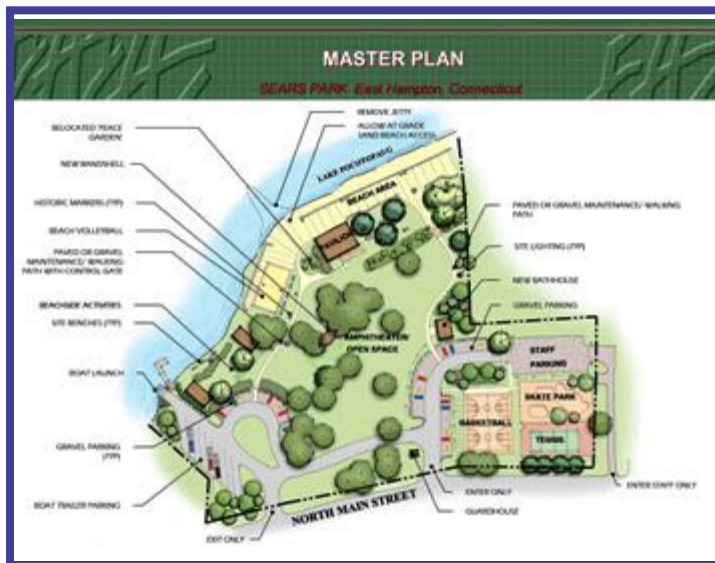 MASTER PLAN
SEARS PARK: East Hampton, Connecticut
REMOVE JETTY
ALLOW AT GRADE
SAND BEACH ACCESS
RELOCATED 'PEACE
GARDEN'
NEW BANDSHELL
HISTORIC MARKERS (TYP)
BEACH VOLLEYBALL
PAVED OR GRAVEL
MAINTENANCE/ WALKING
PATH WITH CONTROL GATE
BEACHSIDE ACTIVITIES
SITE BENCHES (TYP)
BOAT LAUNCH
GRAVEL PARKING
(TYP)
BOAT TRAILER PARKING
EXIT ONLY
LAKE POCOTOPAUG
BEACH AREA
PAVILION
AMPHITHEATER/
OPEN SPACE
PAVED OR GRAVEL MAINTENANCE/ WALKING
PATH
SITE LIGHTING (TYP)
NEW BATHHOUSE
GRAVEL PARKING
STAFF
PARKING
SKATE PARK
BASKETBALL
TENNIS
ENTER STAFF ONLY
ENTER ONLY
GUARDHOUSE
NORTH MAIN STREET